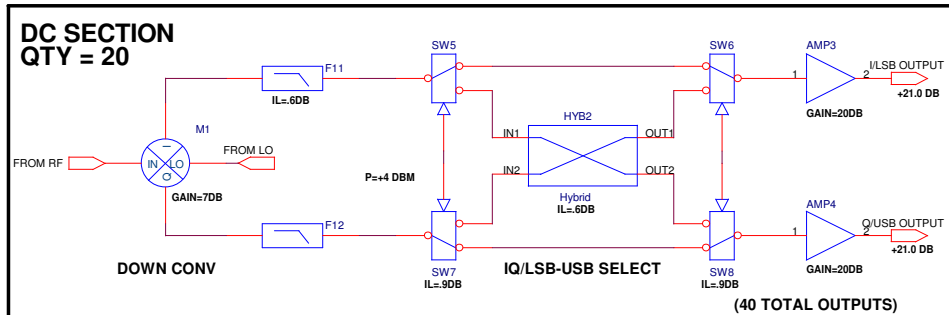 DC SECTION
QTY = 20
SW5
SW6
AMP3
F11
I/LSB OUTPUT
1
2
+21.0 DB
IL=.6DB
GAIN=20DB
M1
I
HYB2
IN1
OUT1
FROM RF
IN
LO
FROM LO
Q
IN2
OUT2
P=+4 DBM
GAIN=7DB
Hybrid
IL=.6DB
AMP4
F12
Q/USB OUTPUT
1
2
+21.0 DB
DOWN CONV
SW7
IL=.9DB
IQ/LSB-USB SELECT
SW8
IL=.9DB
GAIN=20DB
(40 TOTAL OUTPUTS)